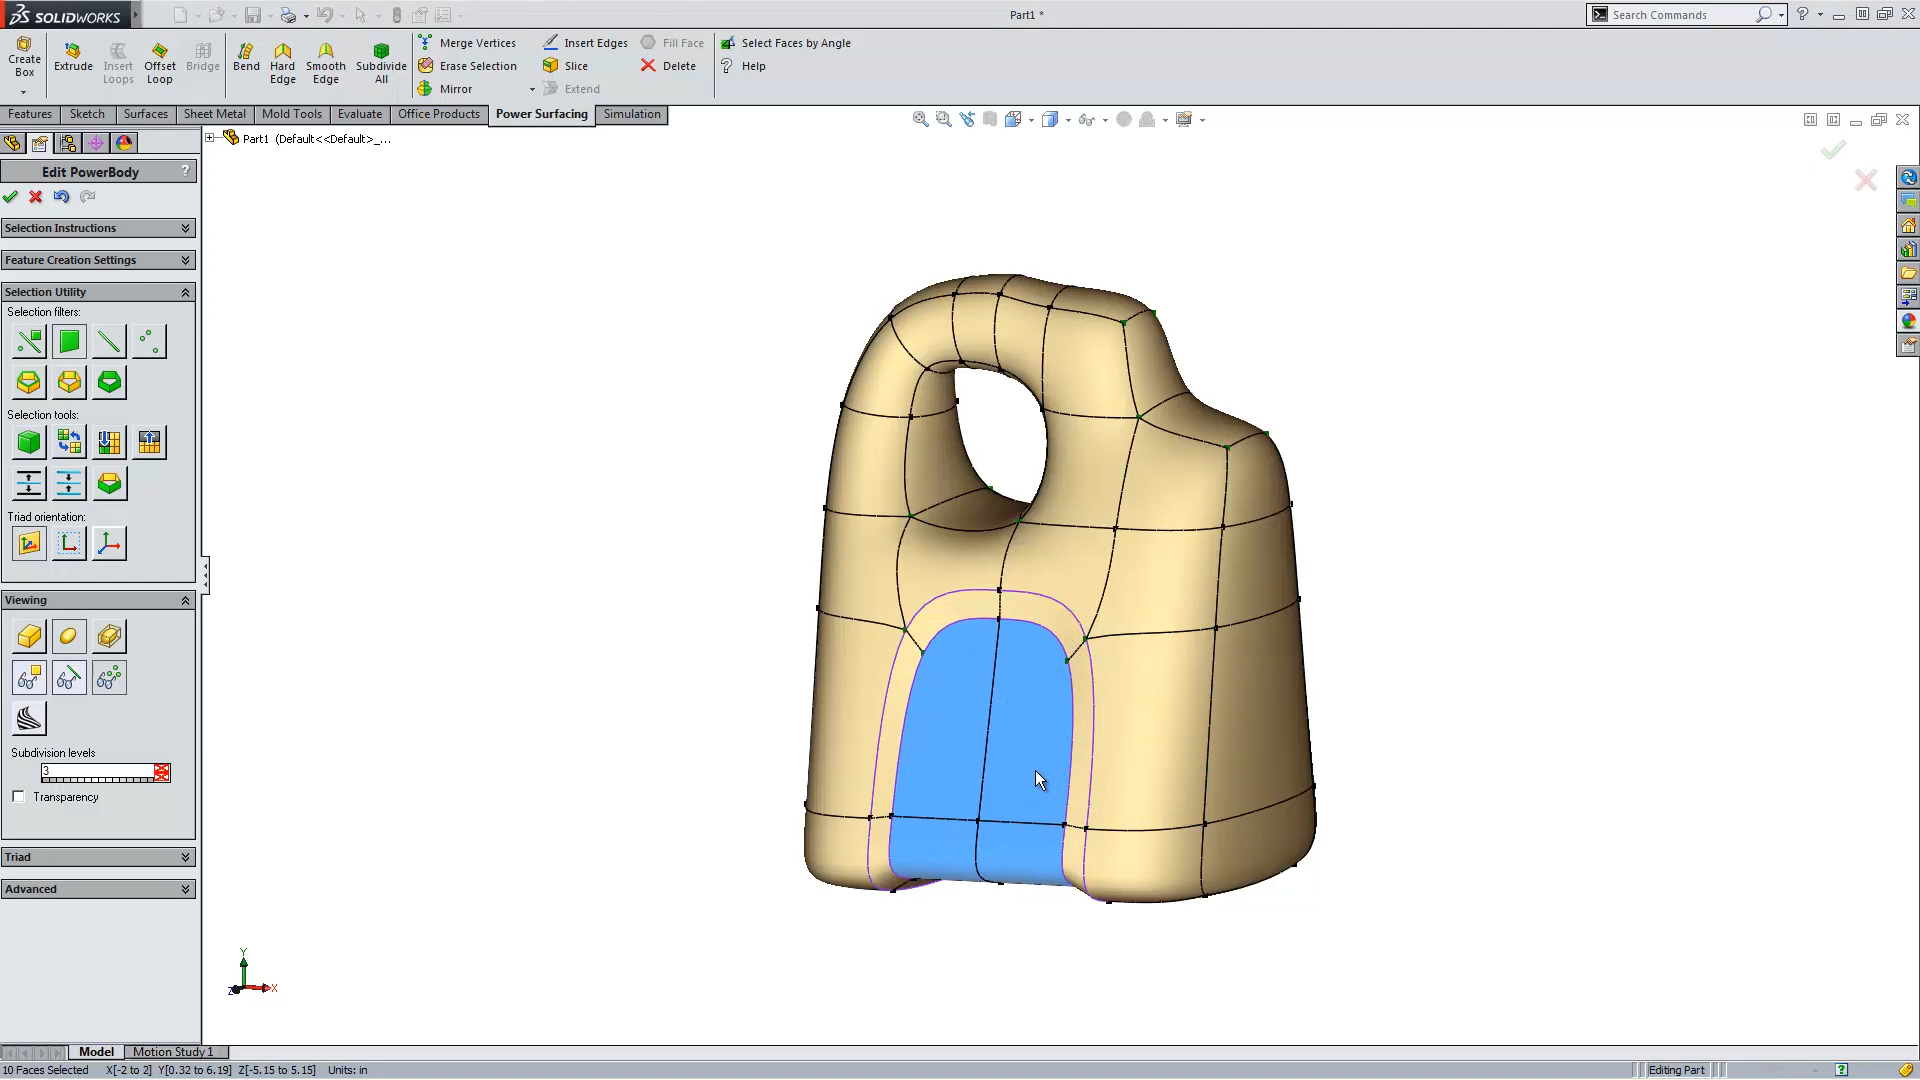 SOLIDWORKS
Part1 *
Search Commands
Create Box
Extrude
Insert Loops
Offset Loop
Bridge
Bend
Hard Edge
Smooth Edge
Subdivide All
Merge Vertices
Insert Edges
Fill Face
Select Faces by Angle
Erase Selection
Slice
Delete
Help
Mirror
Extend
Features
Sketch
Surfaces
Sheet Metal
Mold Tools
Evaluate
Office Products
Power Surfacing
Simulation
Part1 (Default<<Default>_...
Edit PowerBody
?
Selection Instructions
Feature Creation Settings
Selection Utility
Selection filters:
Selection tools:
Triad orientation:
Viewing
Subdivision levels
3
Transparency
Triad
Advanced
Y
Z
X
Model
Motion Study 1
10 Faces Selected X[-2 to 2] Y[0.32 to 6.19] Z[-5.15 to 5.15] Units: in
Editing Part
?